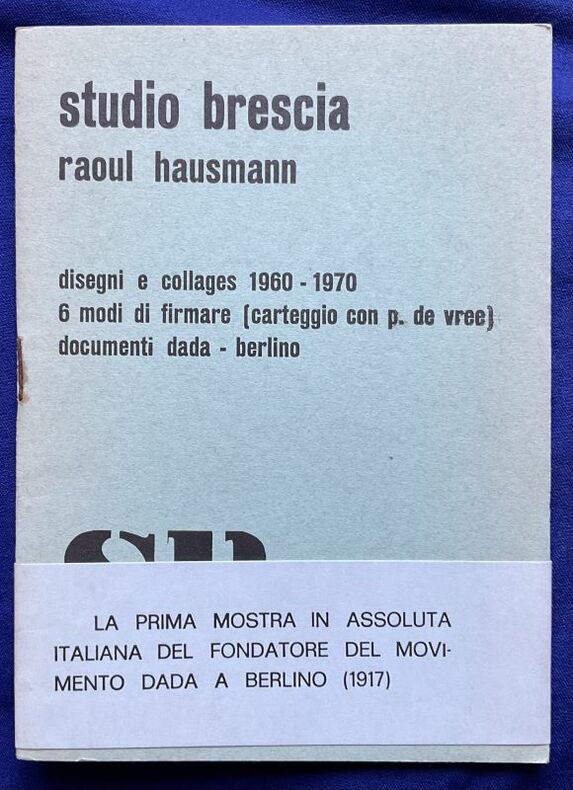 studio brescia
raoul hausmann
disegni e collages 1960 - 1970
6 modi di firmare (carteggio con p. de vree)
documenti dada - berlino
LA PRIMA MOSTRA IN ASSOLUTA
ITALIANA DEL FONDATORE DEL MOVI-
MENTO DADA A BERLINO (1917)